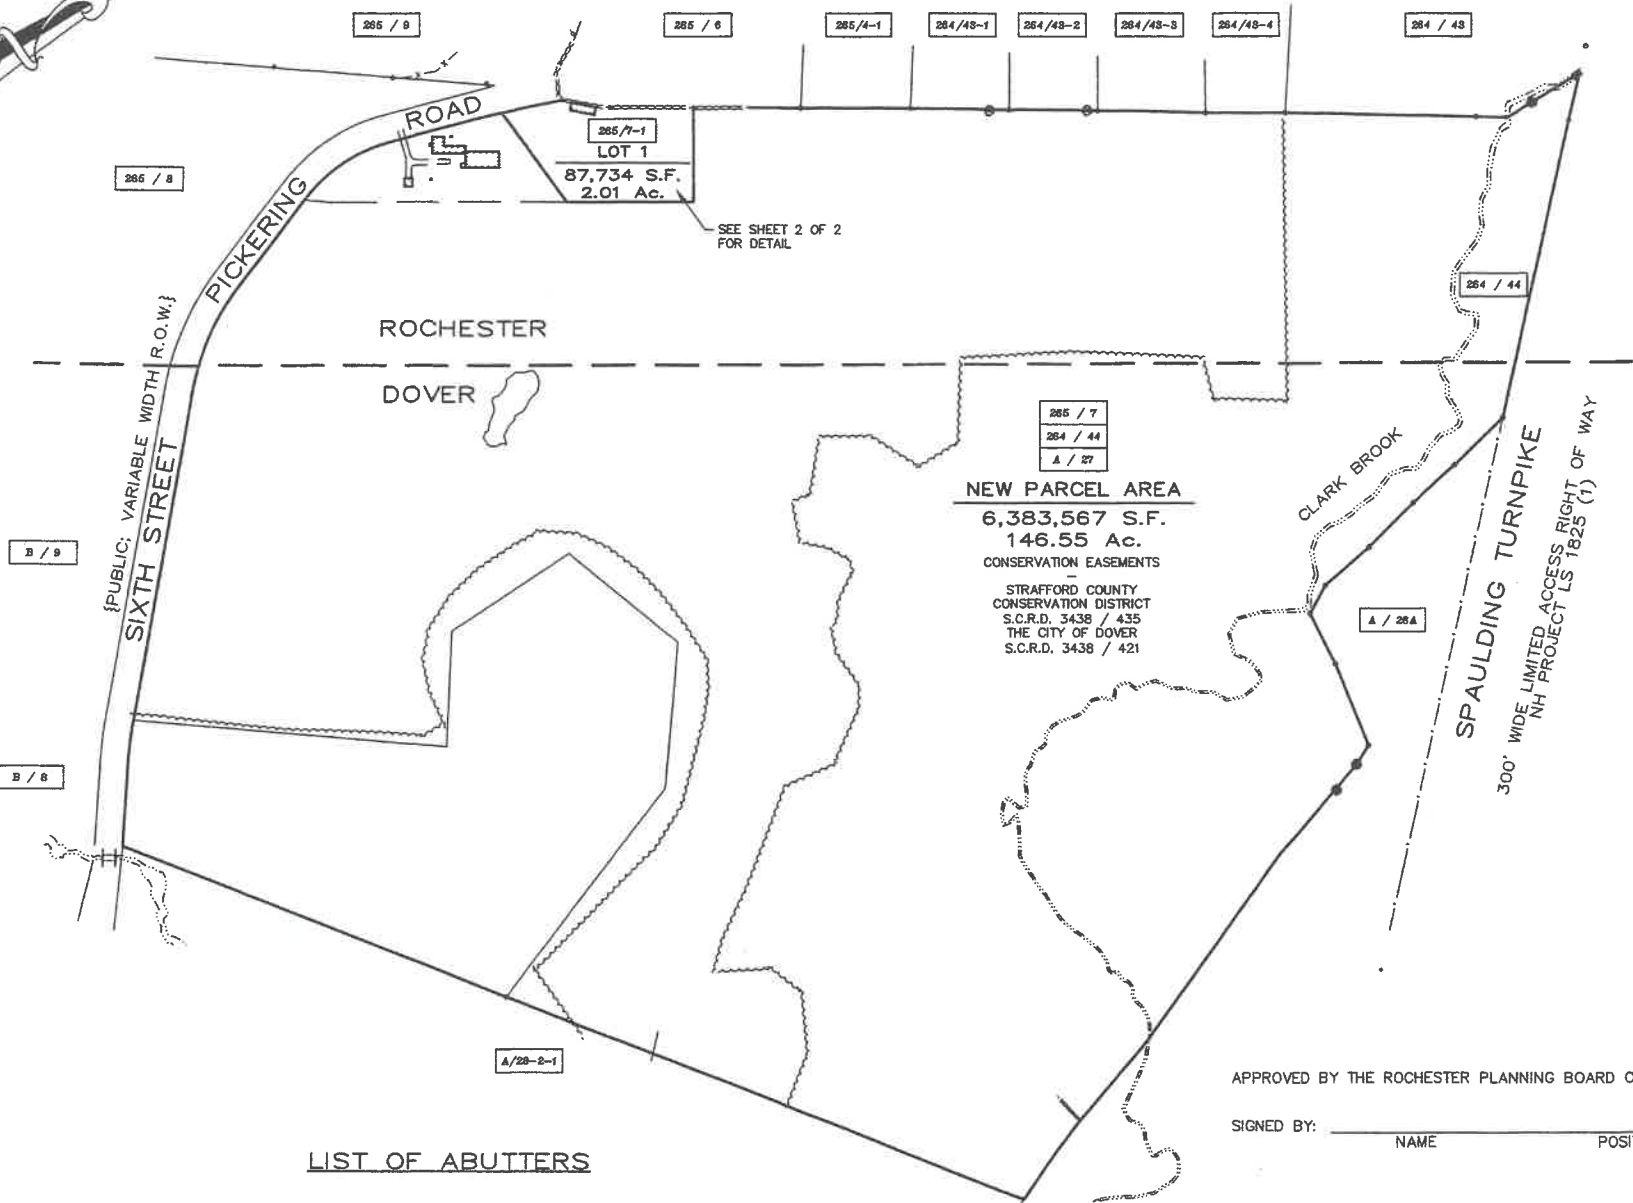 265 / 9
265 / 6
265/4-1
264/43-1
264/43-2
264/43-3
264/43-4
264 / 43
ROAD
265/7-1
LOT 1
87,734 S.F.
2.01 Ac.
265 / 8
PICKERING
SEE SHEET 2 OF 2
FOR DETAIL
264 / 44
ROCHESTER
DOVER
{PUBLIC; VARIABLE WIDTH R.O.W.}
SIXTH STREET
265 / 7
264 / 44
A / 27
NEW PARCEL AREA
6,383,567 S.F.
146.55 Ac.
CONSERVATION EASEMENTS
–
STRAFFORD COUNTY
CONSERVATION DISTRICT
S.C.R.D. 3438 / 435
THE CITY OF DOVER
S.C.R.D. 3438 / 421
CLARK BROOK
SPAULDING TURNPIKE
300' WIDE LIMITED ACCESS RIGHT OF WAY
NH PROJECT LS 1825 (1)
B / 9
A / 26A
B / 8
A/28-2-1
APPROVED BY THE ROCHESTER PLANNING BOARD
SIGNED BY:
NAME POSI
LIST OF ABUTTERS